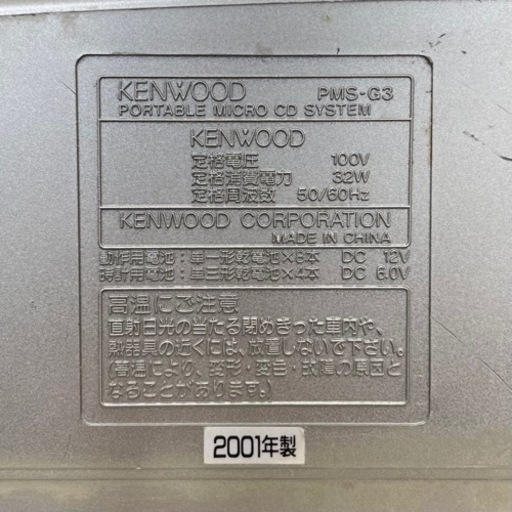 KENWOOD PMS-G3
PORTABLE MICRO CD SYSTEM
KENWOOD
定格電圧 100V
定格消費電力 32W
定格周波数 50/60Hz
KENWOOD CORPORATION
MADE IN CHINA
動作用電池：単一形乾電池×8本 DC 12V
時計用電池：単三形乾電池×4本 DC 6.0V
高温にご注意
直射日光の当たる閉めきった車内や、
熱器具の近くには、放置しないで下さい。
(高温により、変形・変色・故障の原因と
なることがあります。)
2001年製